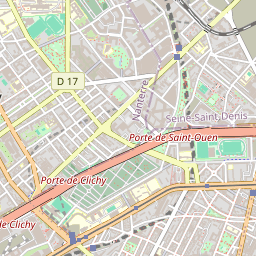 D 17
Nanterre
Seine-Saint-Denis
Porte de Saint-Ouen
Porte de Clichy
de Clichy